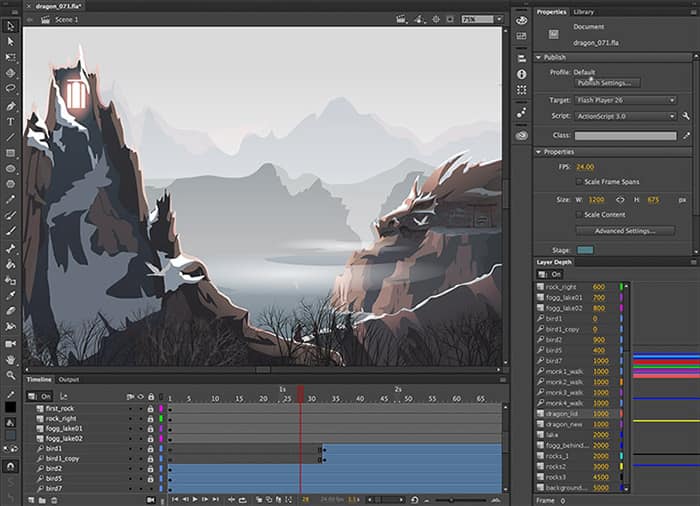 dragon_071.fla*
Scene 1
75%
Properties
Library
Document
dragon_071.fla
Publish
Profile: Default
Publish Settings...
Target: Flash Player 26
Script: ActionScript 3.0
Class:
Properties
FPS: 24.00
Scale Frame Spans
Size: W: 1200 H: 675 px
Scale Content
Advanced Settings...
Stage:
Layer Depth
On
rock_right 600
fogg_lake01 700
fogg_lake02 800
bird1 0
bird1_copy 0
bird2 900
bird5 400
bird7 1000
monk1_walk 1000
monk2_walk 1000
monk3_walk 1000
monk4_walk 1000
dragon_lid 1000
dragon_new 1000
lake 2000
fogg_behind... 2000
rocks_1 2000
rocks2 3000
rocks3 4500
background... 5000
Frame 0
Timeline
Output
On
1s 2s
1 5 10 15 20 25 30 35 40 45 50 55 60 65
first_rock
rock_right
fogg_lake01
fogg_lake02
bird1
bird1_copy
bird2
bird5
bird7
28 24.00 fps 1.1 s